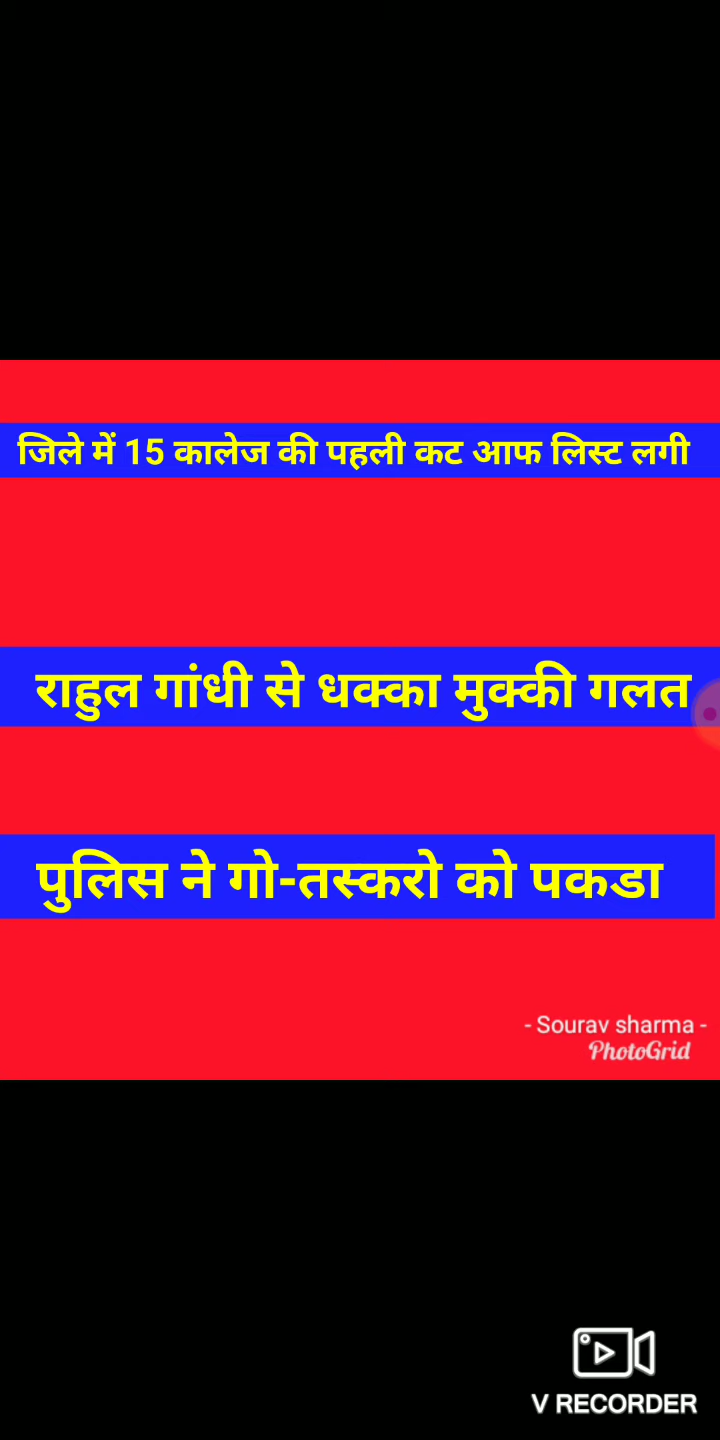 जिले में 15 कालेज की पहली कट आफ लिस्ट लगी
राहुल गांधी से धक्का मुक्की गलत
पुलिस ने गो-तस्करो को पकडा
- Sourav sharma -
PhotoGrid
V RECORDER